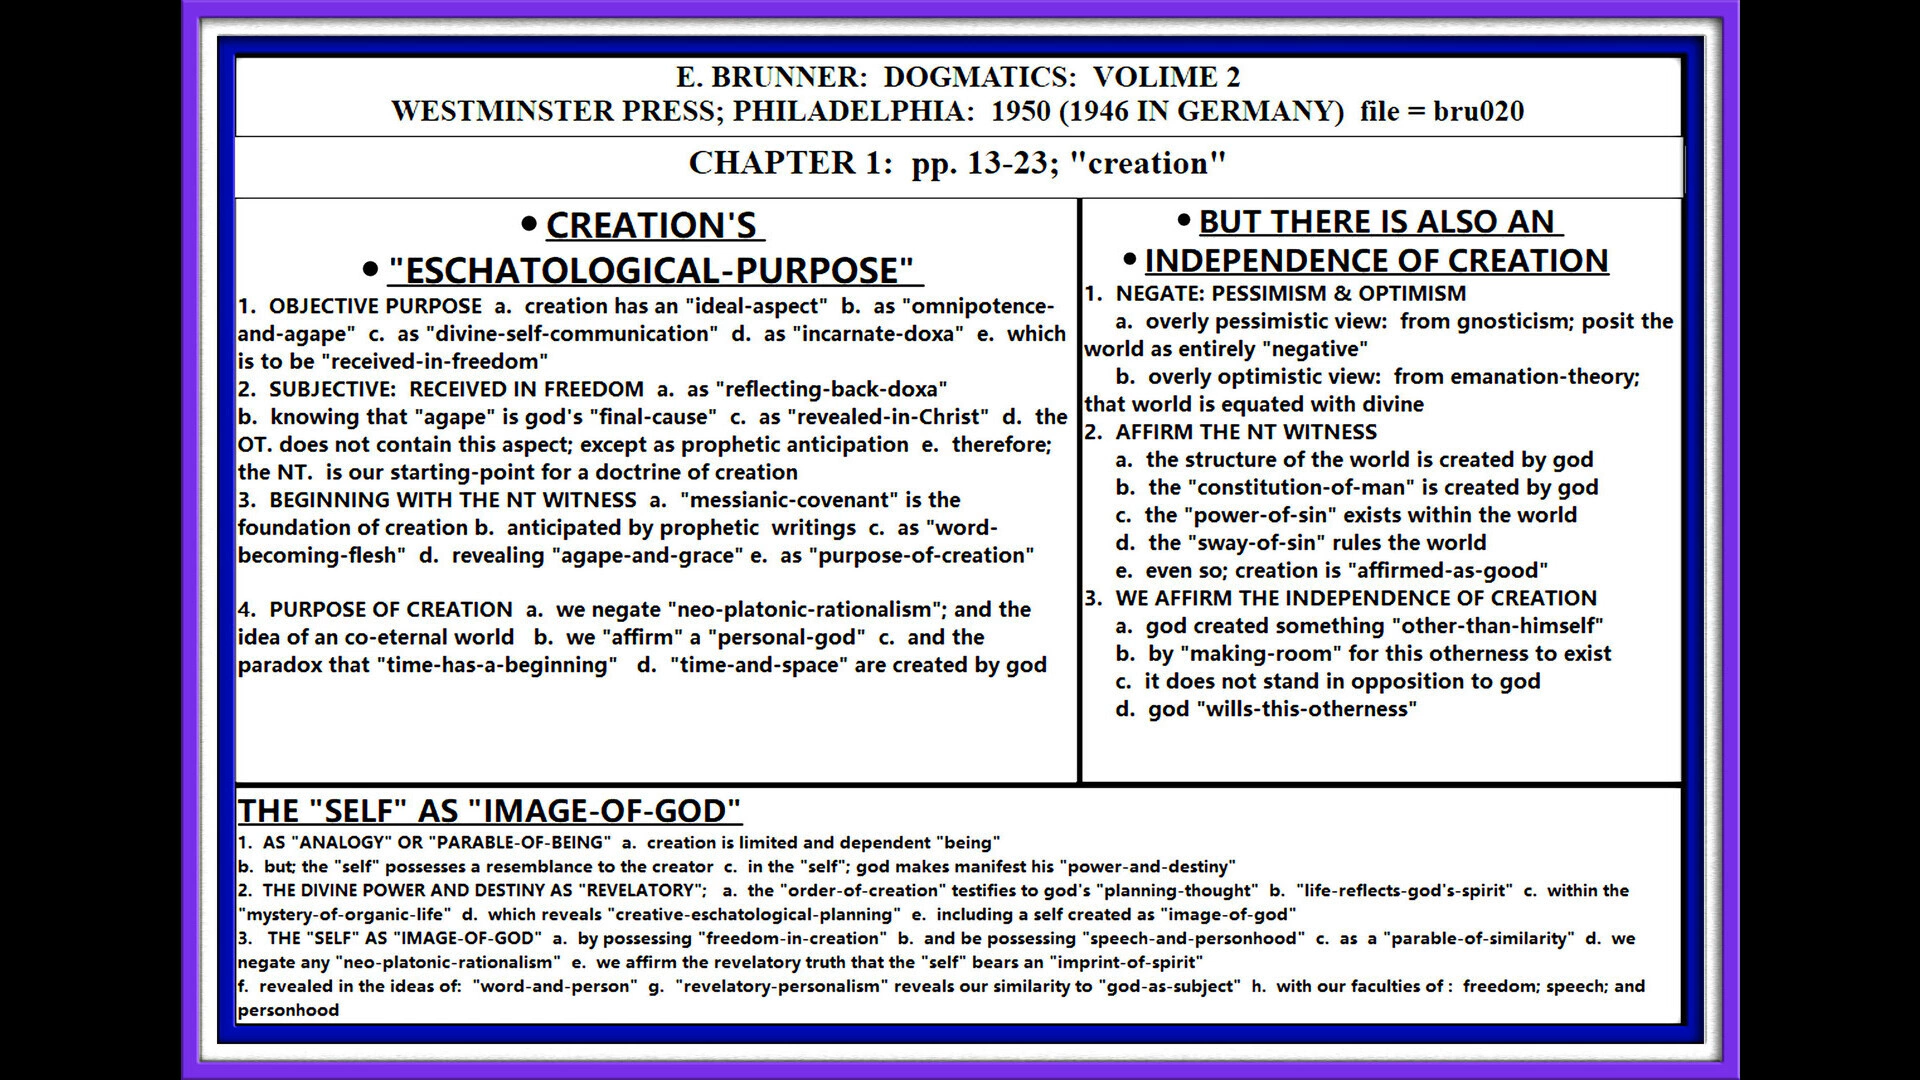 E. BRUNNER:  DOGMATICS:  VOLIME 2
WESTMINSTER PRESS; PHILADELPHIA:  1950 (1946 IN GERMANY)  file = bru020
CHAPTER 1:  pp. 13-23; "creation"
• CREATION'S
• "ESCHATOLOGICAL-PURPOSE"
1.  OBJECTIVE PURPOSE  a.  creation has an "ideal-aspect"  b.  as "omnipotence-
and-agape"  c.  as "divine-self-communication"  d.  as "incarnate-doxa"  e.  which
is to be "received-in-freedom"
2.  SUBJECTIVE:  RECEIVED IN FREEDOM  a.  as "reflecting-back-doxa"
b.  knowing that "agape" is god's "final-cause"  c.  as "revealed-in-Christ"  d.  the
OT. does not contain this aspect; except as prophetic anticipation  e.  therefore;
the NT.  is our starting-point for a doctrine of creation
3.  BEGINNING WITH THE NT WITNESS  a.  "messianic-covenant" is the
foundation of creation b.  anticipated by prophetic  writings  c.  as "word-
becoming-flesh"  d.  revealing "agape-and-grace" e.  as "purpose-of-creation"
4.  PURPOSE OF CREATION  a.  we negate "neo-platonic-rationalism"; and the
idea of an co-eternal world   b.  we "affirm" a "personal-god"  c.  and the
paradox that "time-has-a-beginning"   d.  "time-and-space" are created by god
• BUT THERE IS ALSO AN
• INDEPENDENCE OF CREATION
1.  NEGATE: PESSIMISM & OPTIMISM
a.  overly pessimistic view:  from gnosticism; posit the
world as entirely "negative"
b.  overly optimistic view:  from emanation-theory;
that world is equated with divine
2.  AFFIRM THE NT WITNESS
a.  the structure of the world is created by god
b.  the "constitution-of-man" is created by god
c.  the "power-of-sin" exists within the world
d.  the "sway-of-sin" rules the world
e.  even so; creation is "affirmed-as-good"
3.  WE AFFIRM THE INDEPENDENCE OF CREATION
a.  god created something "other-than-himself"
b.  by "making-room" for this otherness to exist
c.  it does not stand in opposition to god
d.  god "wills-this-otherness"
THE "SELF" AS "IMAGE-OF-GOD"
1.  AS "ANALOGY" OR "PARABLE-OF-BEING"  a.  creation is limited and dependent "being"
b.  but; the "self" possesses a resemblance to the creator  c.  in the "self"; god makes manifest his "power-and-destiny"
2.  THE DIVINE POWER AND DESTINY AS "REVELATORY";   a.  the "order-of-creation" testifies to god's "planning-thought"  b.  "life-reflects-god's-spirit"  c.  within the
"mystery-of-organic-life"  d.  which reveals "creative-eschatological-planning"  e.  including a self created as "image-of-god"
3.   THE "SELF" AS "IMAGE-OF-GOD"  a.  by possessing "freedom-in-creation"  b.  and be possessing "speech-and-personhood"  c.  as  a "parable-of-similarity"  d.  we
negate any "neo-platonic-rationalism"  e.  we affirm the revelatory truth that the "self" bears an "imprint-of-spirit"
f.  revealed in the ideas of:  "word-and-person"  g.  "revelatory-personalism" reveals our similarity to "god-as-subject"  h.  with our faculties of :  freedom; speech; and
personhood